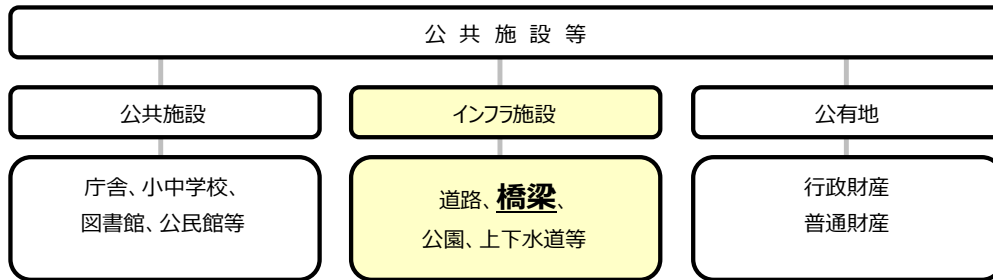 公共施設等
公共施設
インフラ施設
公有地
庁舎、小中学校、
図書館、公民館等
道路、橋梁、
公園、上下水道等
行政財産
普通財産